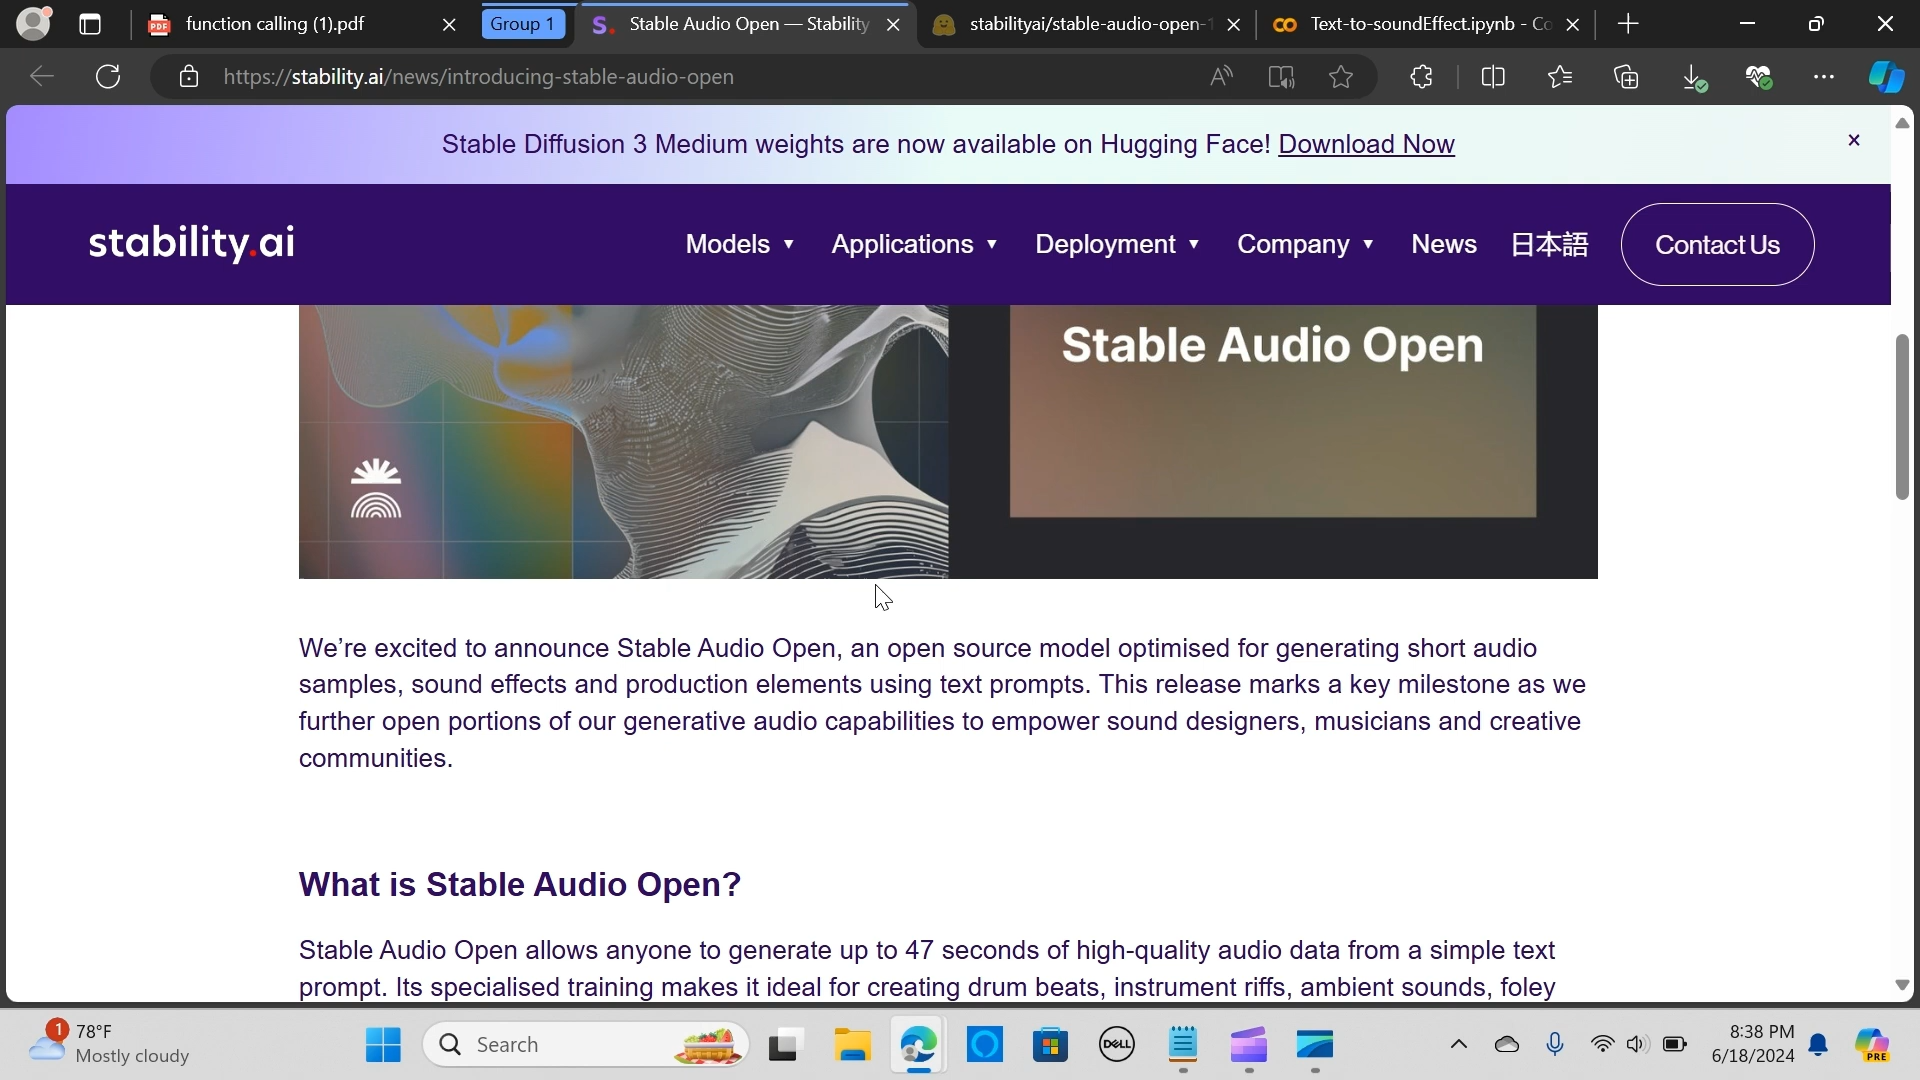 function calling (1).pdf
Group 1
Stable Audio Open — Stability
stabilityai/stable-audio-open-1
Text-to-soundEffect.ipynb - Co
https://stability.ai/news/introducing-stable-audio-open
Stable Diffusion 3 Medium weights are now available on Hugging Face! Download Now
stability.ai
Models
Applications
Deployment
Company
News
日本語
Contact Us
Stable Audio Open
We’re excited to announce Stable Audio Open, an open source model optimised for generating short audio
samples, sound effects and production elements using text prompts. This release marks a key milestone as we
further open portions of our generative audio capabilities to empower sound designers, musicians and creative
communities.
What is Stable Audio Open?
Stable Audio Open allows anyone to generate up to 47 seconds of high-quality audio data from a simple text
prompt. Its specialised training makes it ideal for creating drum beats, instrument riffs, ambient sounds, foley
1
78°F
Mostly cloudy
Search
DELL
8:38 PM
6/18/2024
PRE